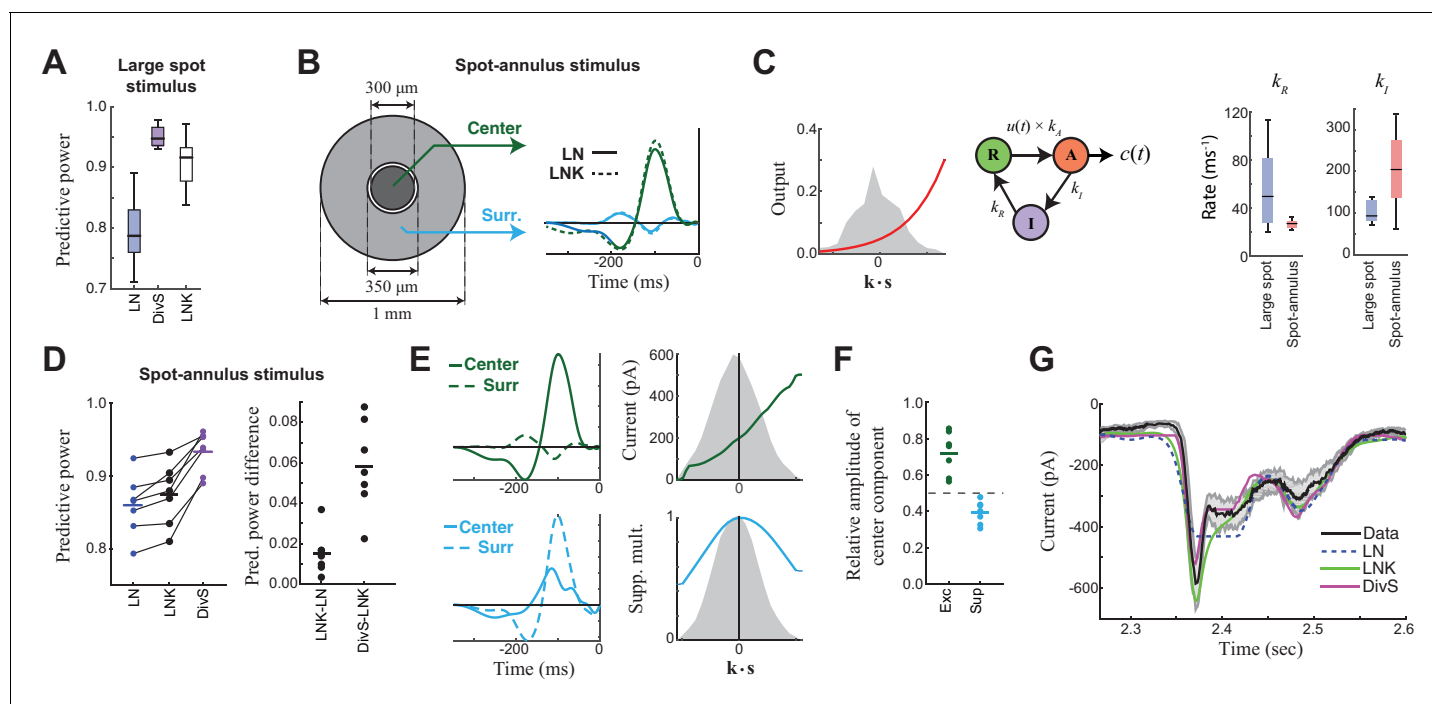 A
Large spot
stimulus
Predictive power
1.0
0.9
0.8
0.7
LN
DivS
LNK
B
Spot-annulus stimulus
300 µm
Center
Surr.
350 µm
1 mm
LN
LNK
-200
0
Time (ms)
C
0.4
0.2
0
Output
0
k·s
R
u(t) × kA
A
c(t)
kR
kI
I
kR
kI
Rate (ms-1)
120
80
40
0
Large spot
Spot-annulus
300
200
100
0
Large spot
Spot-annulus
D
Spot-annulus stimulus
Predictive power
1.0
0.9
0.8
LN
LNK
DivS
Pred. power difference
0.08
0.06
0.04
0.02
0.00
LNK-LN
DivS-LNK
E
Center
Surr
Current (pA)
600
400
200
0
-200
0
0
Center
Surr
Supp. mult.
1
0
-200
0
Time (ms)
0
k·s
F
Relative amplitude of
center component
1.0
0.8
0.6
0.4
0.2
0.0
Exc
Sup
G
Current (pA)
0
-200
-400
-600
Data
LN
LNK
DivS
2.3
2.4
2.5
2.6
Time (sec)